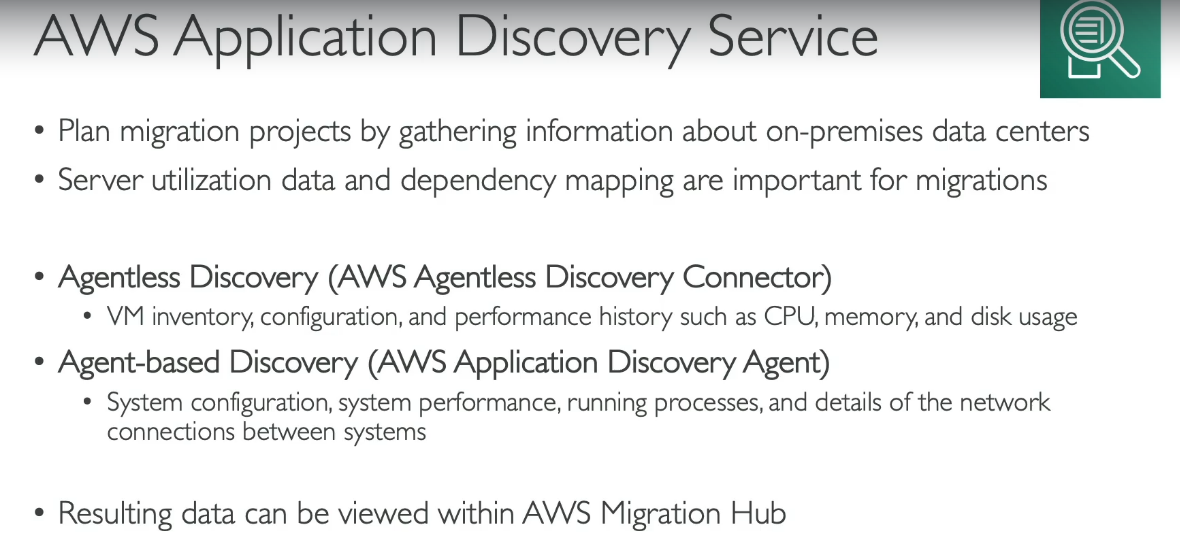 AWS Application Discovery Service
• Plan migration projects by gathering information about on-premises data centers
• Server utilization data and dependency mapping are important for migrations
• Agentless Discovery (AWS Agentless Discovery Connector)
• VM inventory, configuration, and performance history such as CPU, memory, and disk usage
• Agent-based Discovery (AWS Application Discovery Agent)
• System configuration, system performance, running processes, and details of the network
connections between systems
• Resulting data can be viewed within AWS Migration Hub